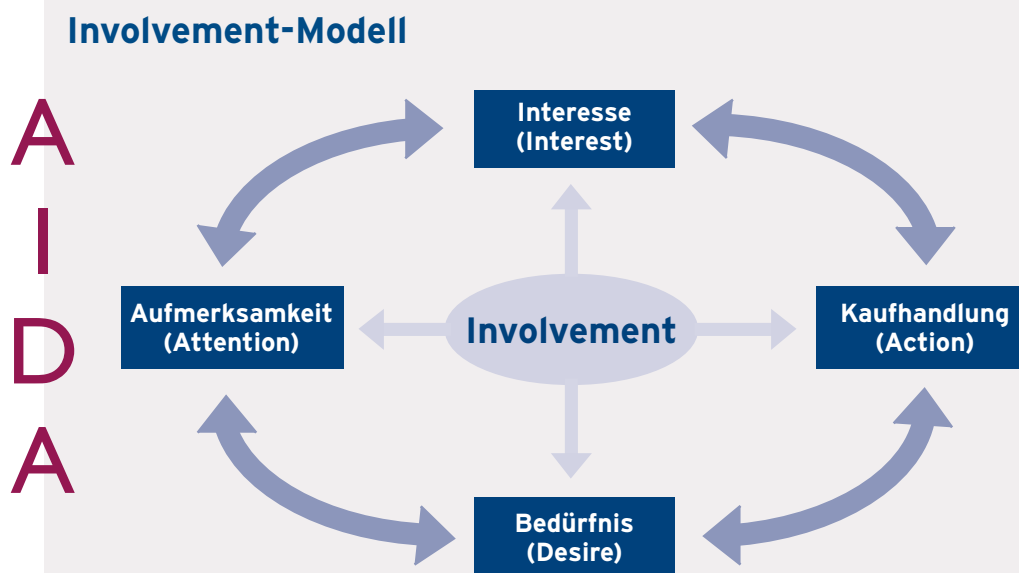 Involvement-Modell
A
I
D
A
Interesse
(Interest)
Aufmerksamkeit
(Attention)
Involvement
Kaufhandlung
(Action)
Bedürfnis
(Desire)